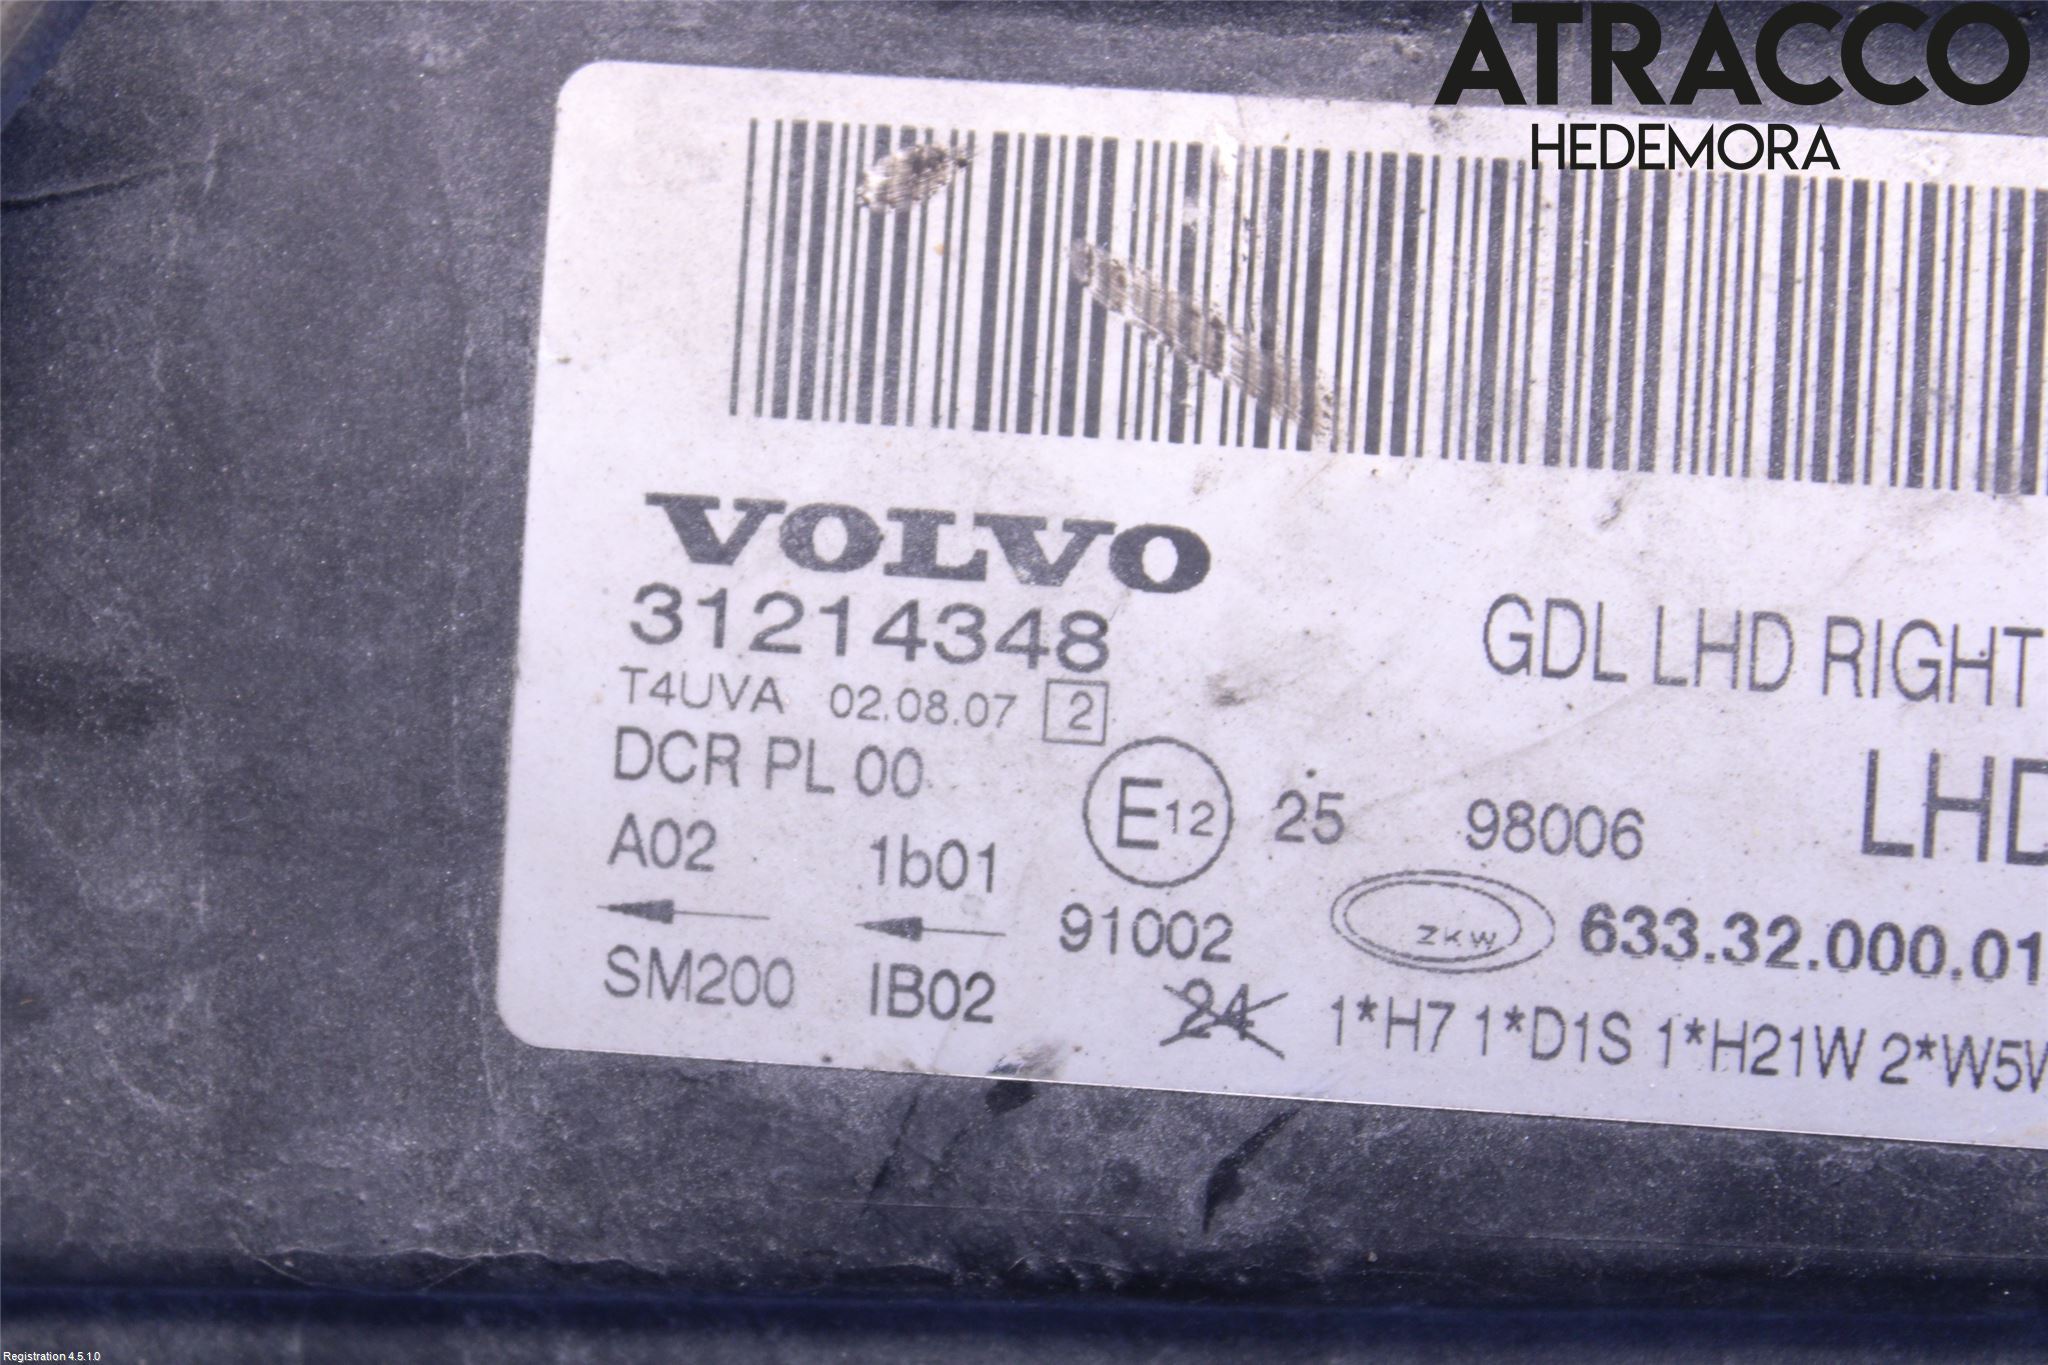 ATRACCO
HEDEMORA
VOLVO
31214348
GDL LHD RIGHT
T4UVA 02.08.07 2
DCR PL 00
LHD
E12 25 98006
A02 1b01
91002 ZKW 633.32.000.01
SM200 IB02
24 1*H7 1*D1S 1*H21W 2*W5W
Registration 4.5.1.0